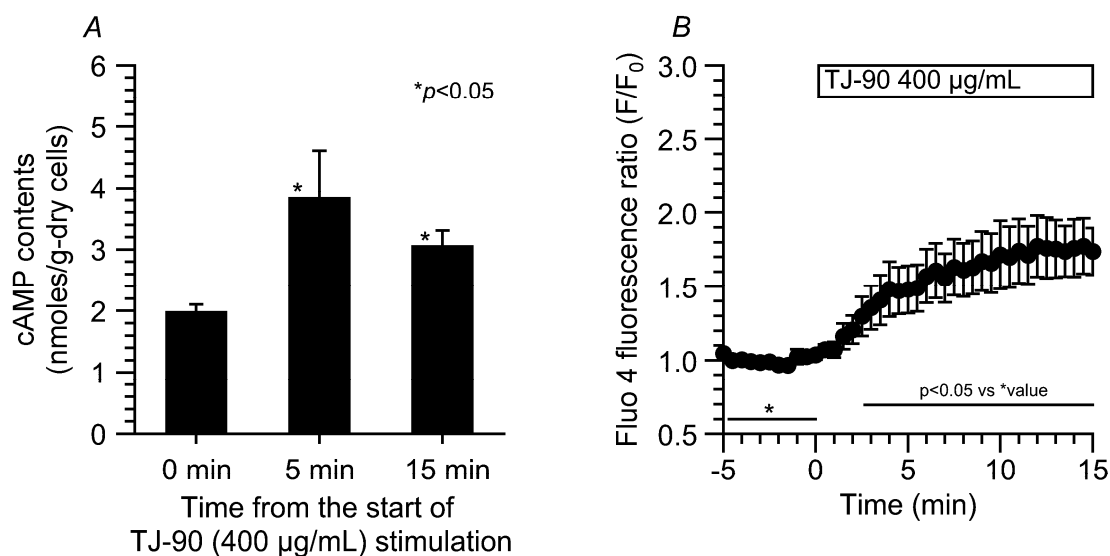 A
6
5
4
3
2
1
0
cAMP contents
(nmoles/g-dry cells)
*p<0.05
*
*
0 min
5 min
15 min
Time from the start of
TJ-90 (400 µg/mL) stimulation
B
3.0
2.5
2.0
1.5
1.0
0.5
Fluo 4 fluorescence ratio (F/F0)
TJ-90 400 µg/mL
*
p<0.05 vs *value
-5
0
5
10
15
Time (min)